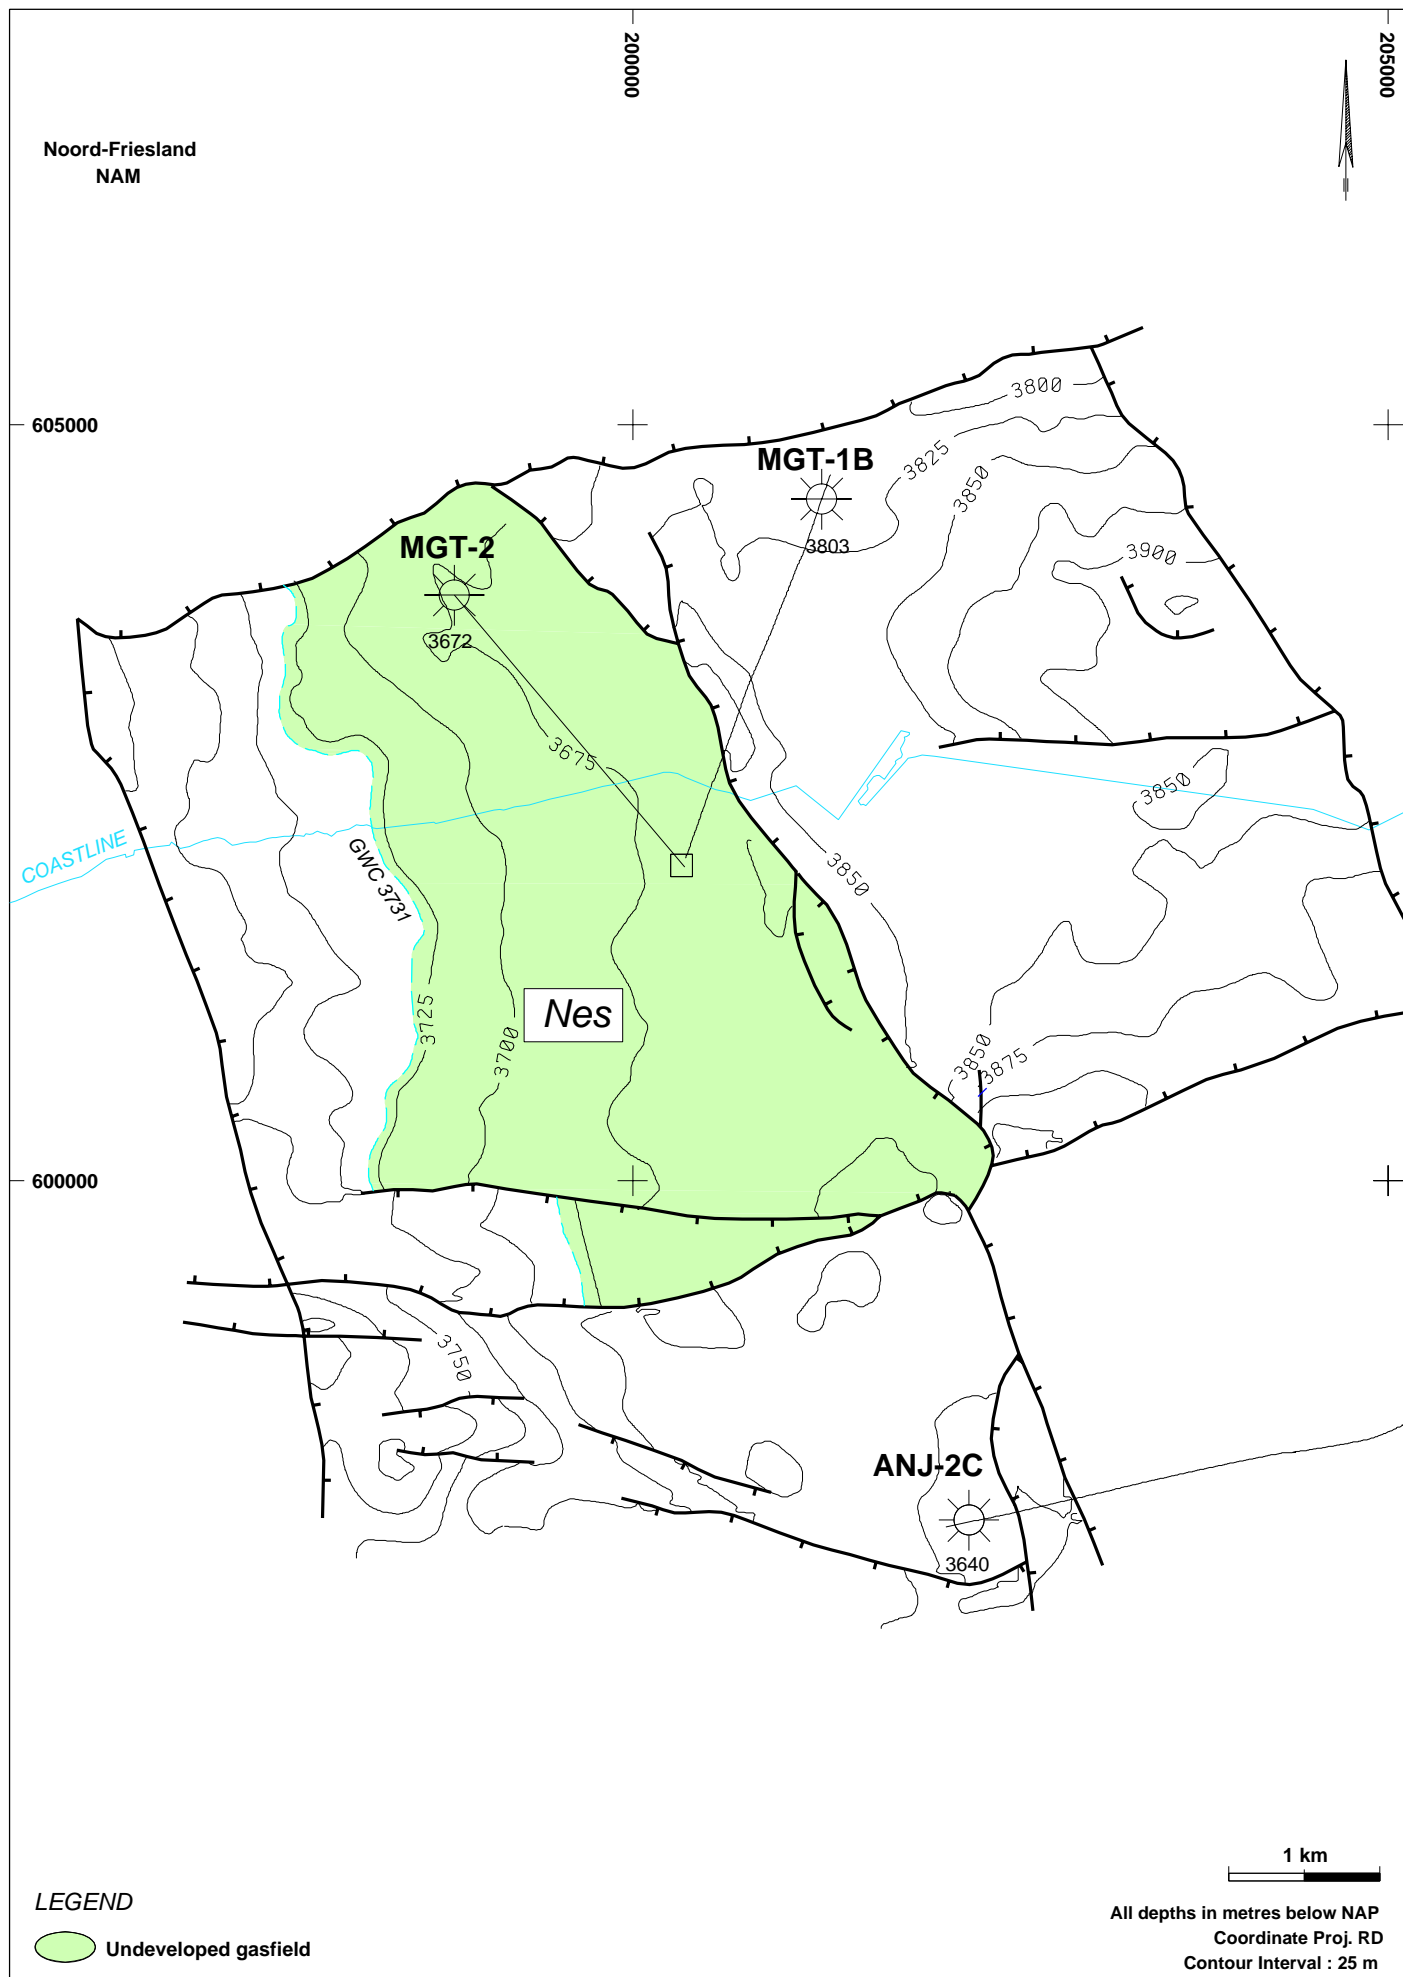 200000
205000
Noord-Friesland
NAM
3800
605000
MGT-1B
3825
3850
MGT-2
3803
3900
3672
3675
3850
COASTLINE
GWC 3731
3850
3725
Nes
3700
3850
3875
600000
3750
ANJ-2C
3640
1 km
LEGEND
All depths in metres below NAP
Coordinate Proj. RD
Undeveloped gasfield
Contour Interval : 25 m